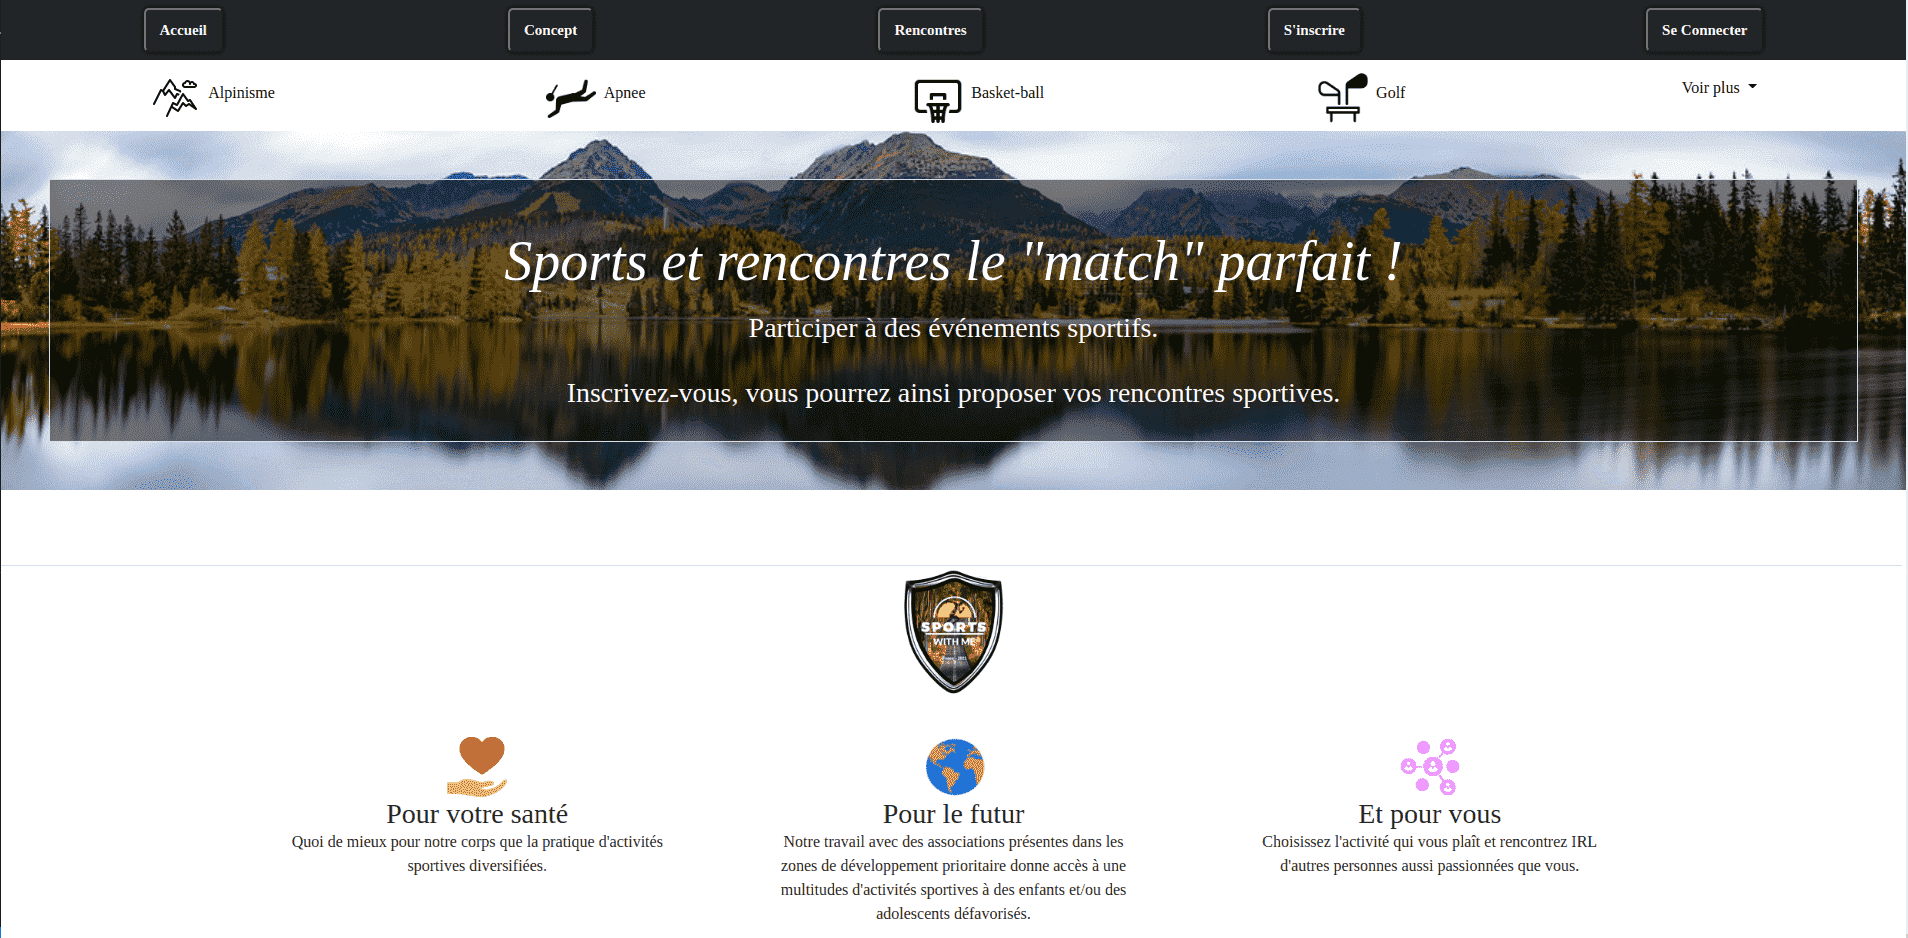 Accueil
Concept
Rencontres
S'inscrire
Se Connecter
Alpinisme
Apnee
Basket-ball
Golf
Voir plus
Sports et rencontres le "match" parfait !
Participer à des événements sportifs.
Inscrivez-vous, vous pourrez ainsi proposer vos rencontres sportives.
SPORTS
WITH ME
Pour votre santé
Quoi de mieux pour notre corps que la pratique d'activités
sportives diversifiées.
Pour le futur
Notre travail avec des associations présentes dans les
zones de développement prioritaire donne accès à une
multitudes d'activités sportives à des enfants et/ou des
adolescents défavorisés.
Et pour vous
Choisissez l'activité qui vous plaît et rencontrez IRL
d'autres personnes aussi passionnées que vous.